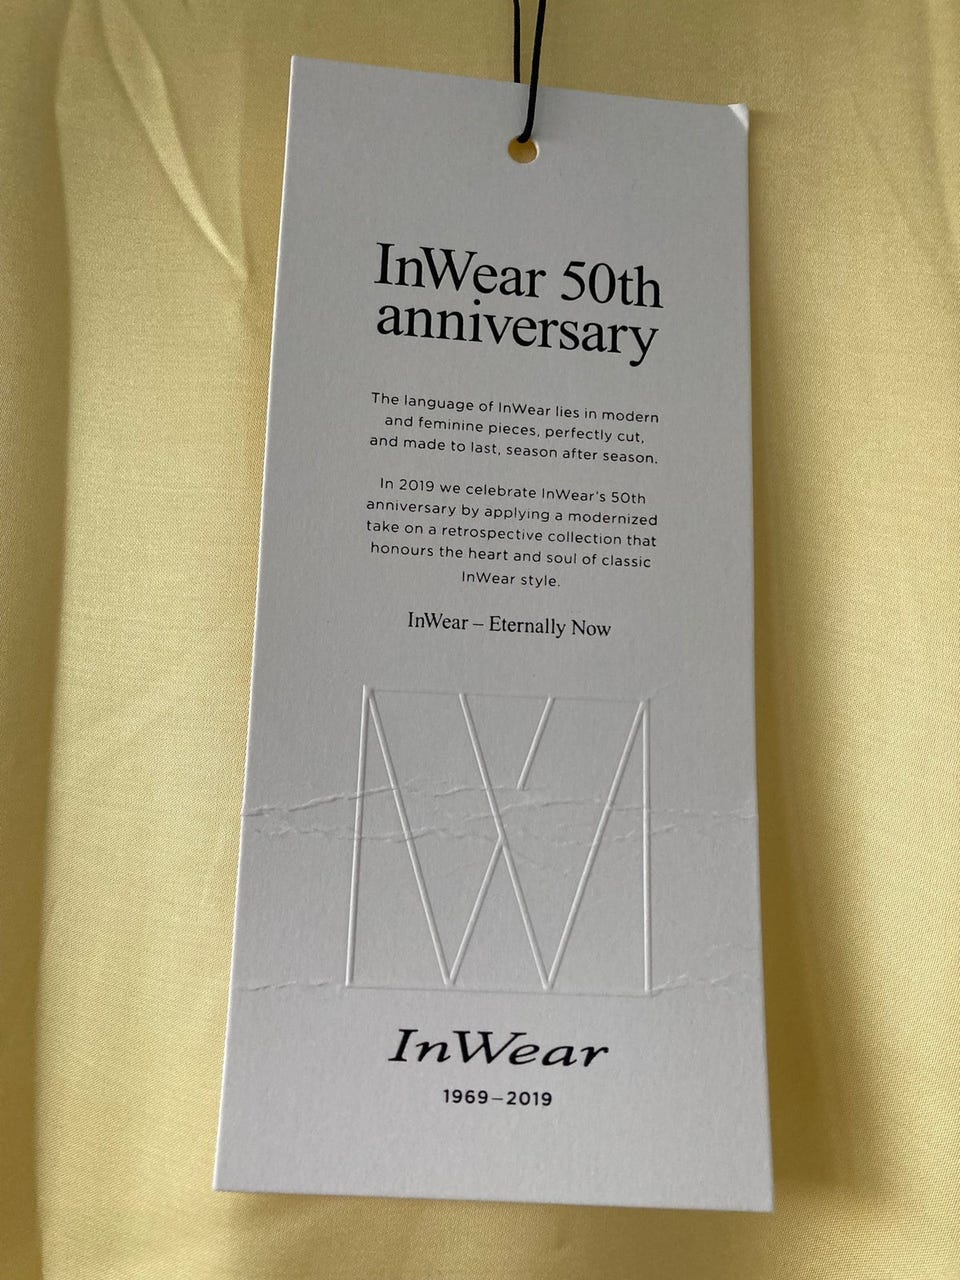 InWear 50th
anniversary
The language of InWear lies in modern
and feminine pieces, perfectly cut,
and made to last, season after season.
In 2019 we celebrate InWear's 50th
anniversary by applying a modernized
take on a retrospective collection that
honours the heart and soul of classic
InWear style.
InWear – Eternally Now
InWear
1969–2019